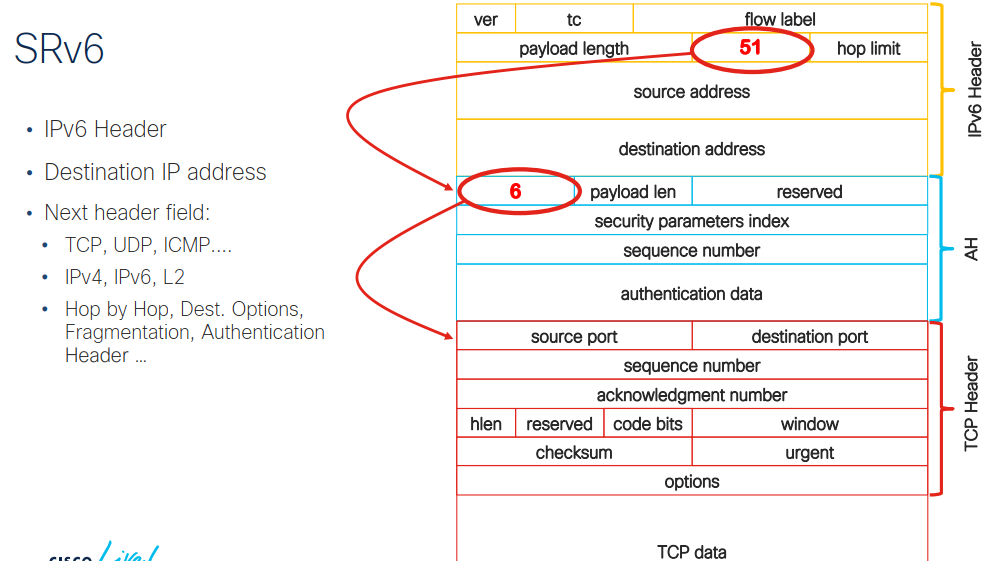 SRv6
• IPv6 Header
• Destination IP address
• Next header field:
• TCP, UDP, ICMP....
• IPv4, IPv6, L2
• Hop by Hop, Dest. Options,
Fragmentation, Authentication
Header ...
ver tc flow label
payload length 51 hop limit
source address
destination address
IPv6 Header
6 payload len reserved
security parameters index
sequence number
authentication data
AH
source port destination port
sequence number
acknowledgment number
hlen reserved code bits window
checksum urgent
options
TCP Header
TCP data
CISCO Live!